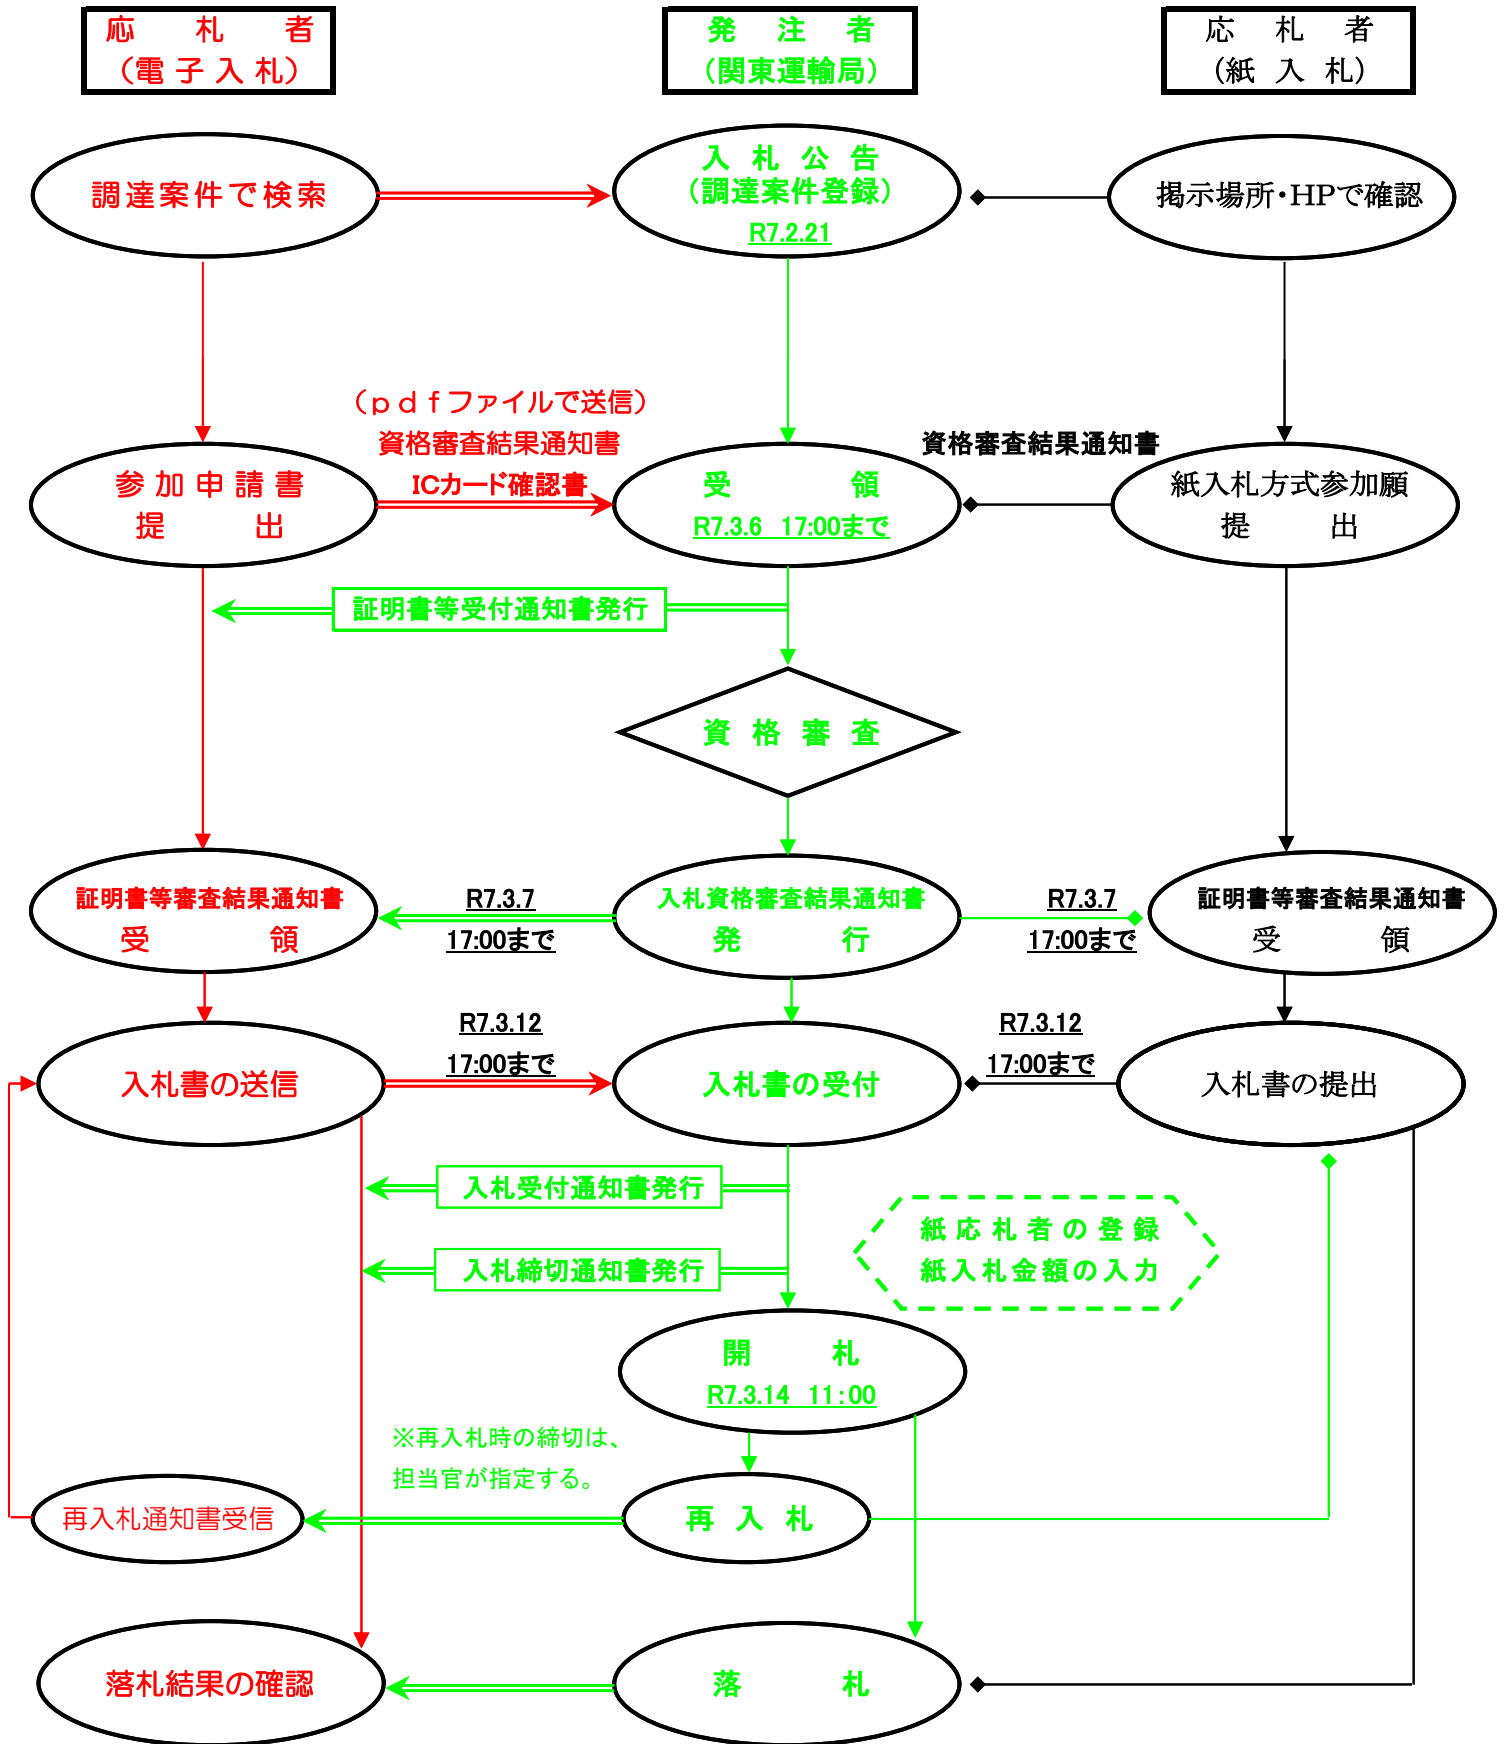 応札者
（電子入札）
発注者
（関東運輸局）
応札者
（紙入札）
調達案件で検索
入札公告
（調達案件登録）
R7.2.21
掲示場所・HPで確認
（ｐｄｆファイルで送信）
資格審査結果通知書
ICカード確認書
資格審査結果通知書
参加申請書
提出
受領
R7.3.6 17:00まで
紙入札方式参加願
提出
証明書等受付通知書発行
資格審査
証明書等審査結果通知書
受領
R7.3.7
17:00まで
入札資格審査結果通知書
発行
R7.3.7
17:00まで
証明書等審査結果通知書
受領
R7.3.12
17:00まで
R7.3.12
17:00まで
入札書の送信
入札書の受付
入札書の提出
入札受付通知書発行
紙応札者の登録
紙入札金額の入力
入札締切通知書発行
開札
R7.3.14 11：00
※再入札時の締切は、
担当官が指定する。
再入札通知書受信
再入札
落札結果の確認
落札